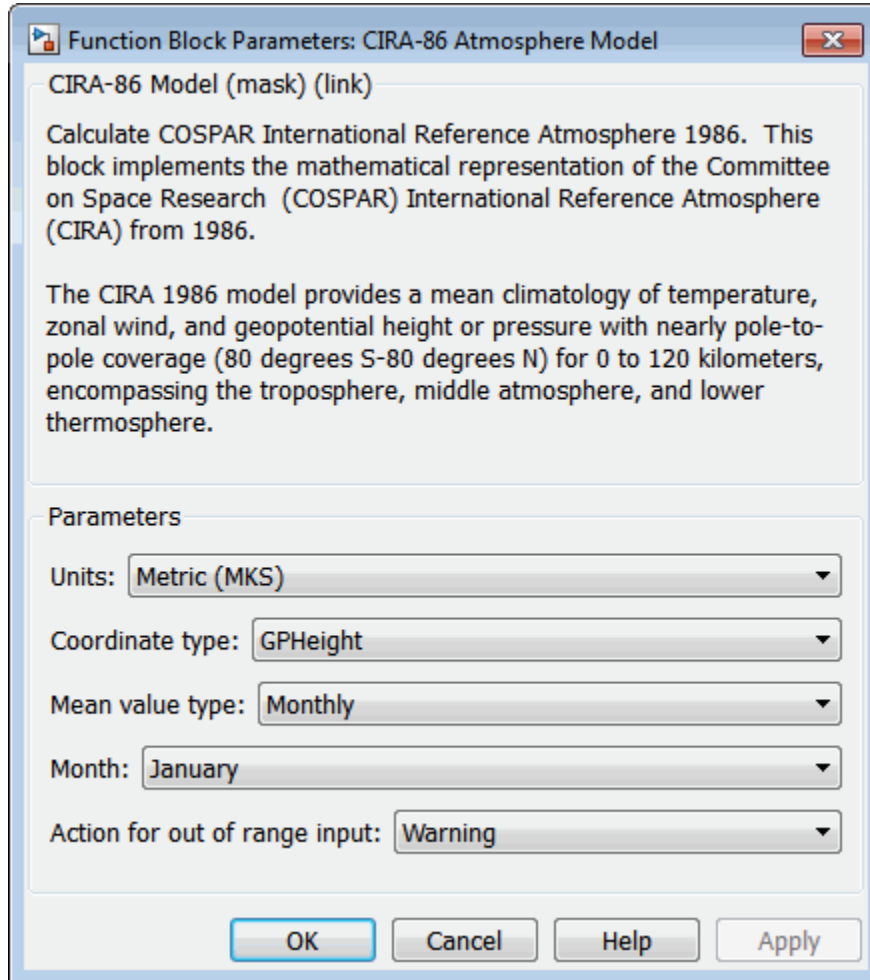 Function Block Parameters: CIRA-86 Atmosphere Model
CIRA-86 Model (mask) (link)
Calculate COSPAR International Reference Atmosphere 1986.  This
block implements the mathematical representation of the Committee
on Space Research  (COSPAR) International Reference Atmosphere
(CIRA) from 1986.
The CIRA 1986 model provides a mean climatology of temperature,
zonal wind, and geopotential height or pressure with nearly pole-to-
pole coverage (80 degrees S-80 degrees N) for 0 to 120 kilometers,
encompassing the troposphere, middle atmosphere, and lower
thermosphere.
Parameters
Units: Metric (MKS)
Coordinate type: GPHeight
Mean value type: Monthly
Month: January
Action for out of range input: Warning
OK Cancel Help Apply